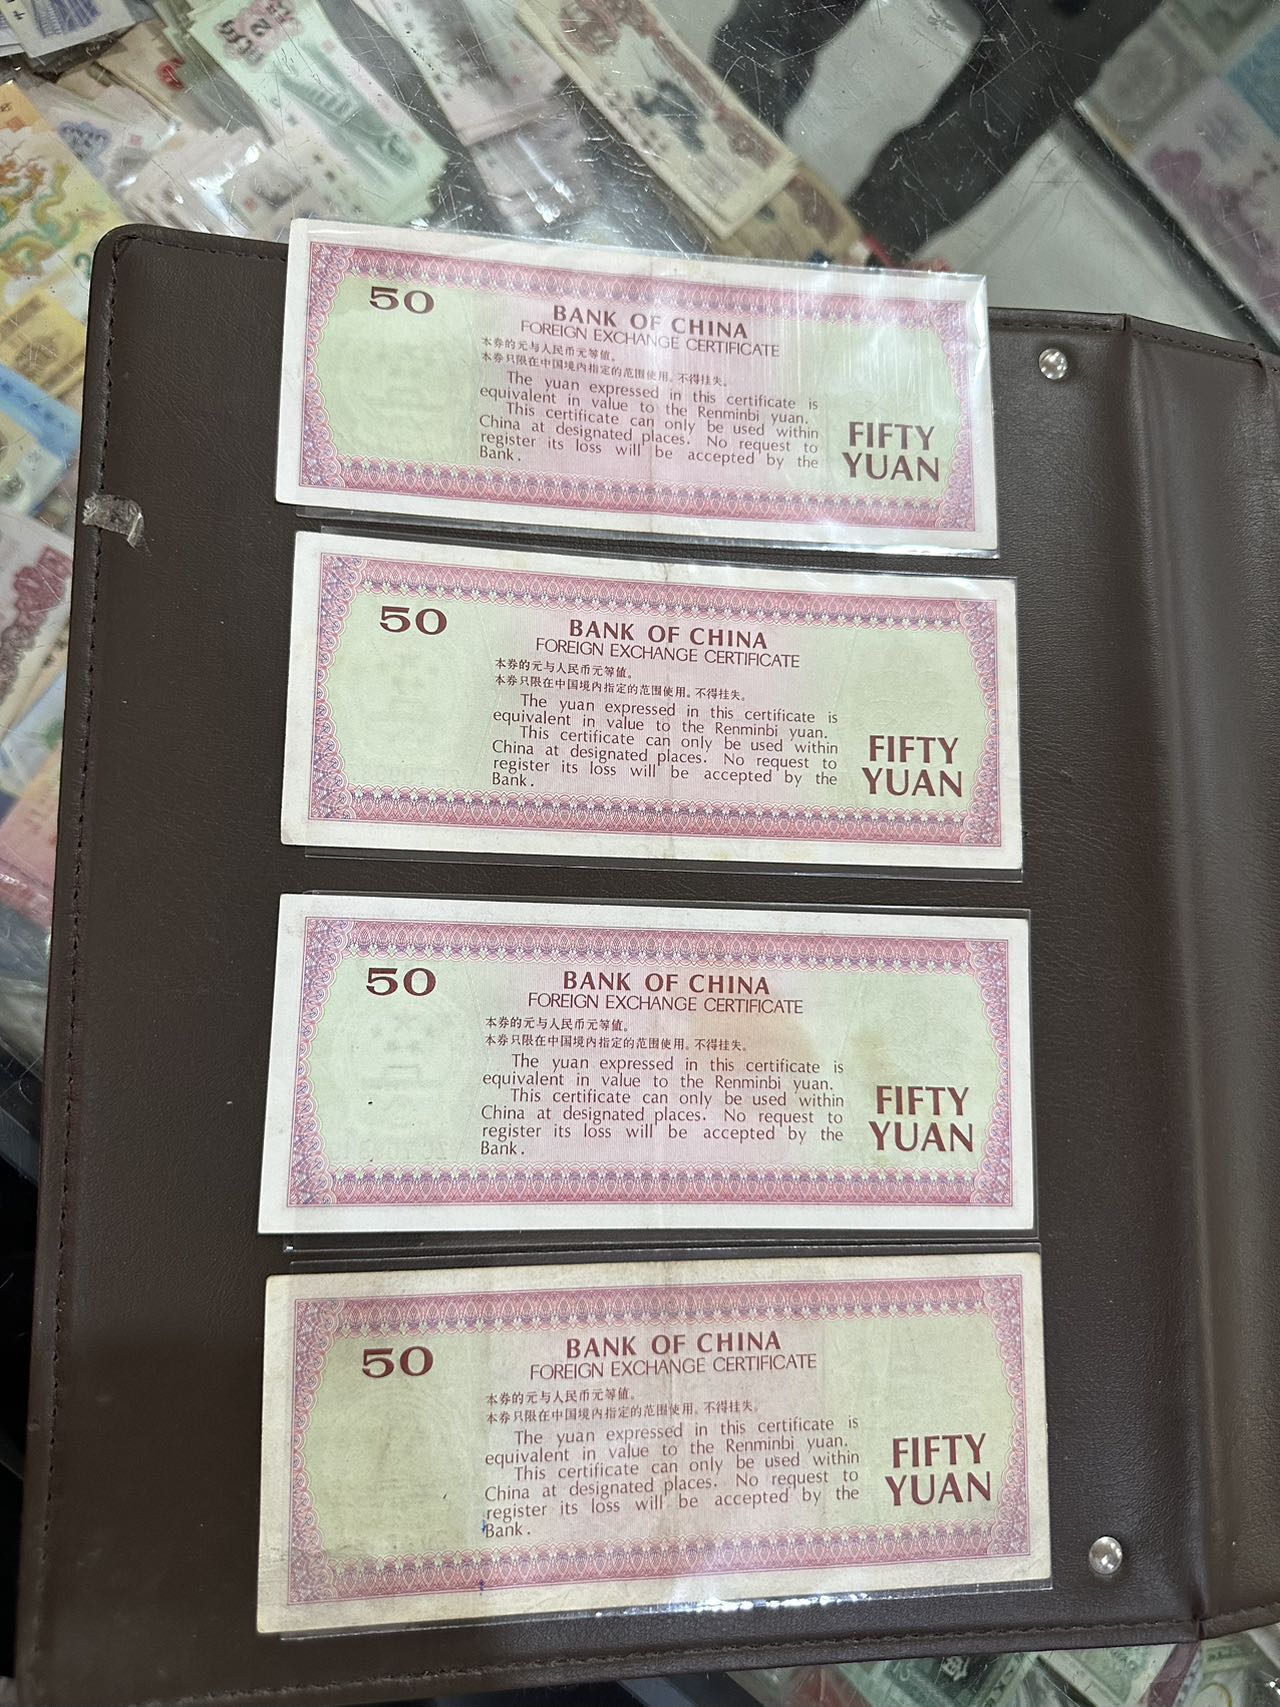 50
BANK OF CHINA
FOREIGN EXCHANGE CERTIFICATE
本券的元与人民币元等值。
本券只限在中国境内指定的范围使用。不得挂失。
The yuan expressed in this certificate is
equivalent in value to the Renminbi yuan.
This certificate can only be used within
China at designated places. No request to
register its loss will be accepted by the
Bank.
FIFTY
YUAN
50
BANK OF CHINA
FOREIGN EXCHANGE CERTIFICATE
本券的元与人民币元等值。
本券只限在中国境内指定的范围使用。不得挂失。
The yuan expressed in this certificate is
equivalent in value to the Renminbi yuan.
This certificate can only be used within
China at designated places. No request to
register its loss will be accepted by the
Bank.
FIFTY
YUAN
50
BANK OF CHINA
FOREIGN EXCHANGE CERTIFICATE
本券的元与人民币元等值。
本券只限在中国境内指定的范围使用。不得挂失。
The yuan expressed in this certificate is
equivalent in value to the Renminbi yuan.
This certificate can only be used within
China at designated places. No request to
register its loss will be accepted by the
Bank.
FIFTY
YUAN
50
BANK OF CHINA
FOREIGN EXCHANGE CERTIFICATE
本券的元与人民币元等值。
本券只限在中国境内指定的范围使用。不得挂失。
The yuan expressed in this certificate is
equivalent in value to the Renminbi yuan.
This certificate can only be used within
China at designated places. No request to
register its loss will be accepted by the
Bank.
FIFTY
YUAN